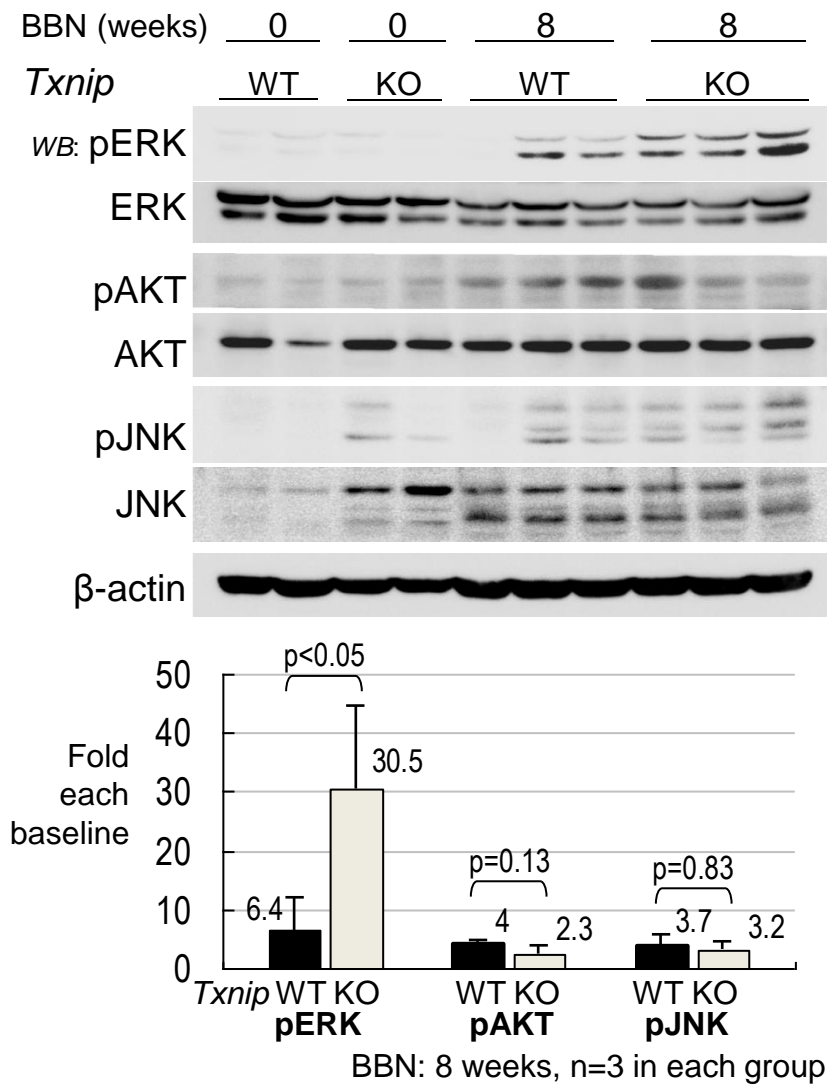 BBN (weeks) 0 0 8 8
Txnip WT KO WT KO
WB: pERK
ERK
pAKT
AKT
pJNK
JNK
β-actin
50
p<0.05
40
Fold
each
baseline
30
30.5
20
p=0.13
p=0.83
10
6.4
4
2.3
3.7
3.2
0
Txnip WT KO WT KO WT KO
pERK pAKT pJNK
BBN: 8 weeks, n=3 in each group